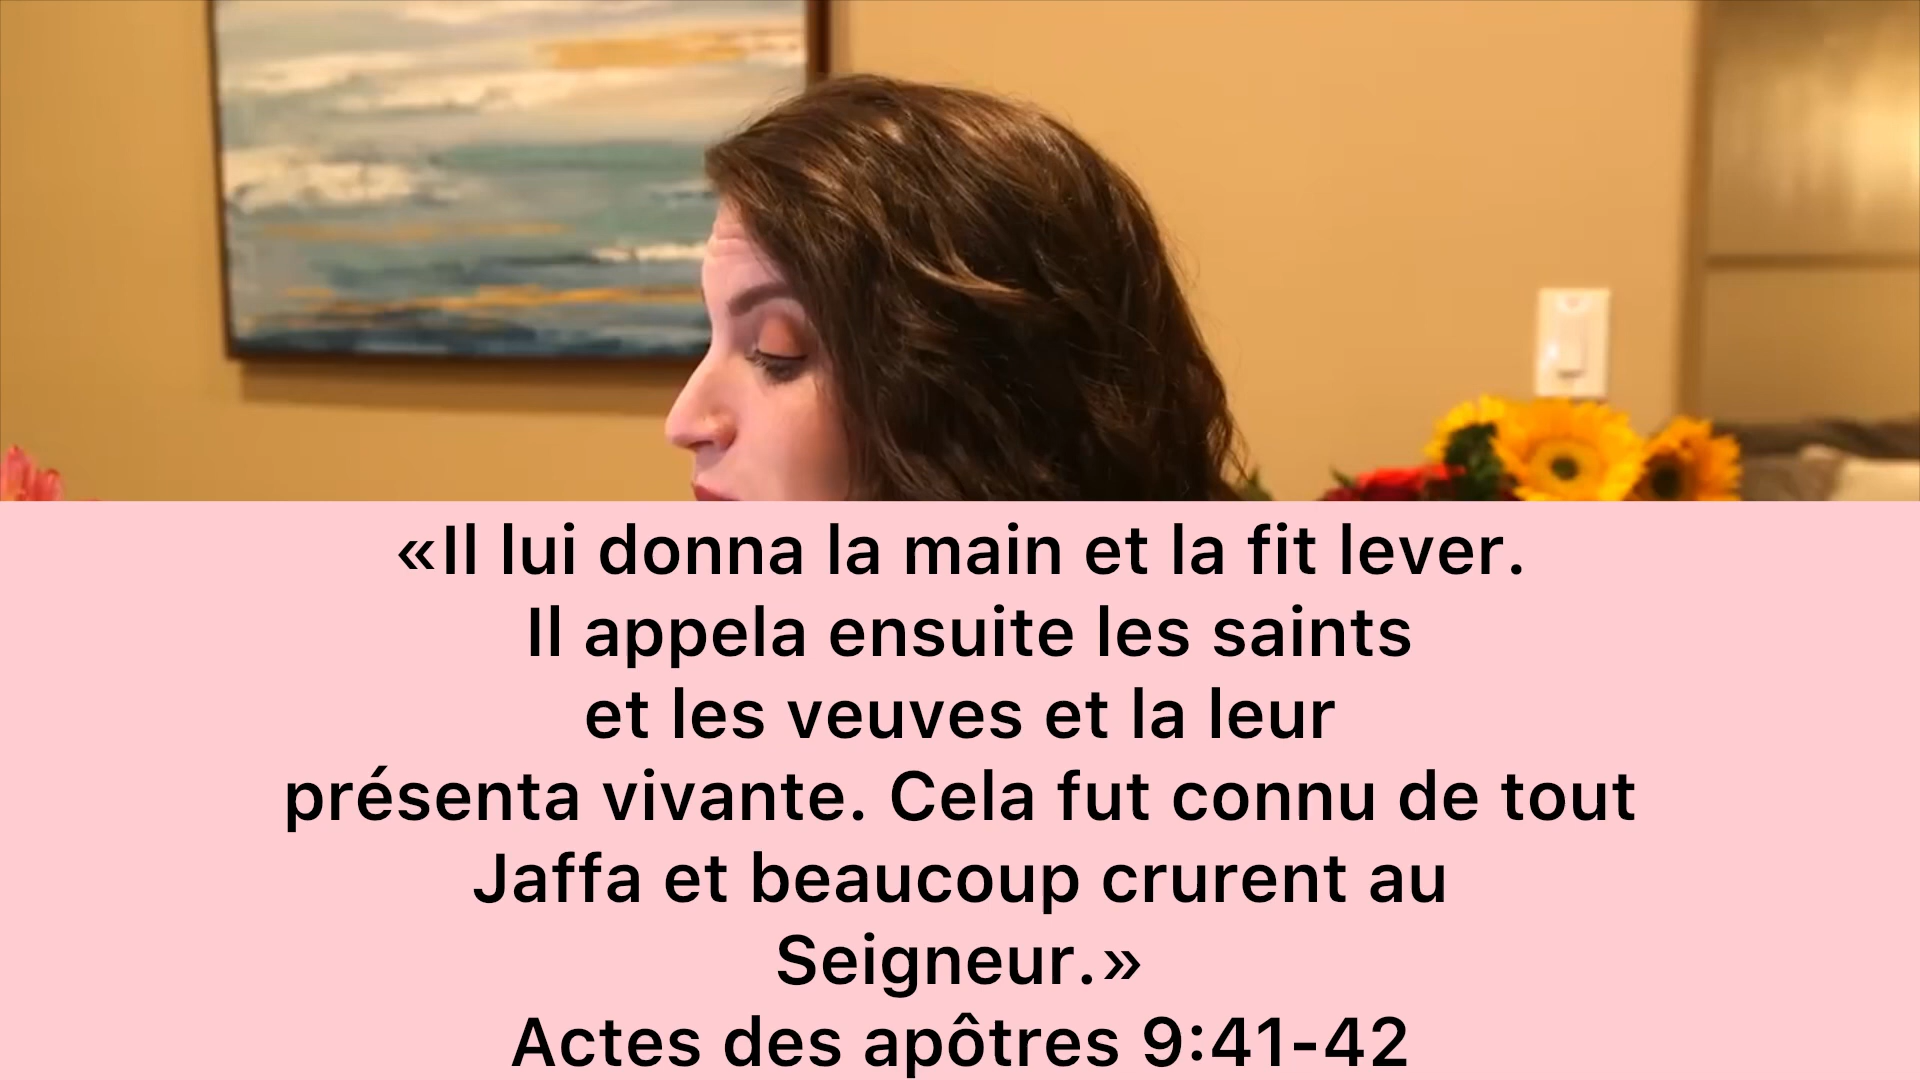 «Il lui donna la main et la fit lever.
Il appela ensuite les saints
et les veuves et la leur
présenta vivante. Cela fut connu de tout
Jaffa et beaucoup crurent au
Seigneur.»
Actes des apôtres 9:41-42